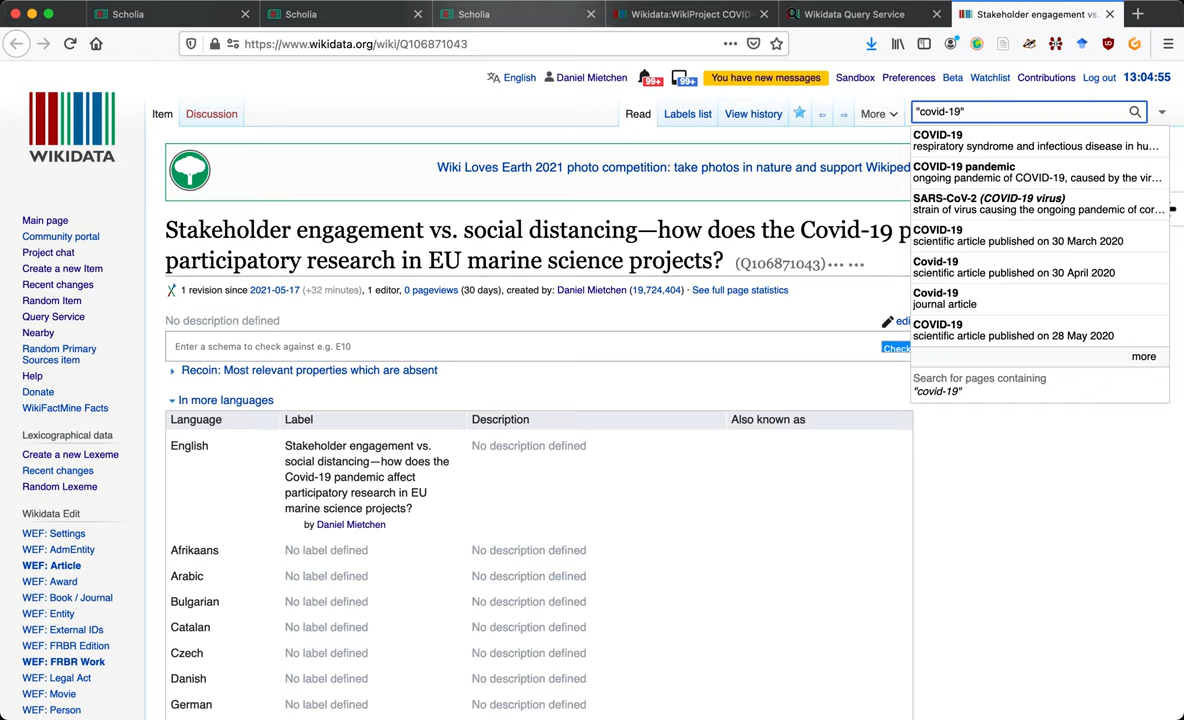 Scholia
Scholia
Scholia
Wikidata:WikiProject COVID-
Wikidata Query Service
Stakeholder engagement vs.
https://www.wikidata.org/wiki/Q106871043
English
Daniel Mietchen
99+
99+
You have new messages
Sandbox
Preferences
Beta
Watchlist
Contributions
Log out
13:04:55
WIKIDATA
Item
Discussion
Read
Labels list
View history
More
"covid-19"
COVID-19
respiratory syndrome and infectious disease in hu...
COVID-19 pandemic
ongoing pandemic of COVID-19, caused by the vir...
SARS-CoV-2 (COVID-19 virus)
strain of virus causing the ongoing pandemic of cor...
COVID-19
scientific article published on 30 March 2020
Covid-19
scientific article published on 30 April 2020
Covid-19
journal article
COVID-19
scientific article published on 28 May 2020
more
Search for pages containing
"covid-19"
Wiki Loves Earth 2021 photo competition: take photos in nature and support Wikiped
Stakeholder engagement vs. social distancing—how does the Covid-19 p
participatory research in EU marine science projects? (Q106871043)
1 revision since 2021-05-17 (+32 minutes), 1 editor, 0 pageviews (30 days), created by: Daniel Mietchen (19,724,404) · See full page statistics
No description defined
edi
Enter a schema to check against e.g. E10
Check
Recoin: Most relevant properties which are absent
In more languages
Language Label Description Also known as
English
Stakeholder engagement vs.
social distancing—how does the
Covid-19 pandemic affect
participatory research in EU
marine science projects?
by Daniel Mietchen
No description defined
Afrikaans No label defined No description defined
Arabic No label defined No description defined
Bulgarian No label defined No description defined
Catalan No label defined No description defined
Czech No label defined No description defined
Danish No label defined No description defined
German No label defined No description defined
Main page
Community portal
Project chat
Create a new Item
Recent changes
Random Item
Query Service
Nearby
Random Primary
Sources item
Help
Donate
WikiFactMine Facts
Lexicographical data
Create a new Lexeme
Recent changes
Random Lexeme
Wikidata Edit
WEF: Settings
WEF: AdmEntity
WEF: Article
WEF: Award
WEF: Book / Journal
WEF: Entity
WEF: External IDs
WEF: FRBR Edition
WEF: FRBR Work
WEF: Legal Act
WEF: Movie
WEF: Person